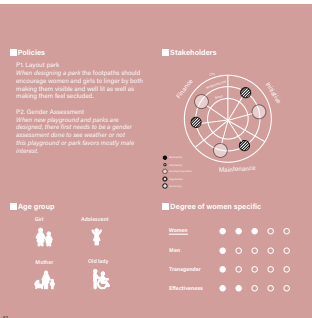 Policies
P1. Layout park
When designing a park the footpaths should
encourage women and girls to linger by both
making them visible and well lit as well as
making them feel secluded.
P2. Gender Assessment
When new playground and parks are
designed, there first needs to be a gender
assessment done to see weather or not
this playground or park favors mostly male
interest.
Stakeholders
Finance
Initiative
Maintenance
Age group
Girl
Adolescent
Mother
Old lady
Degree of women specific
Women
Men
Transgender
Effectiveness